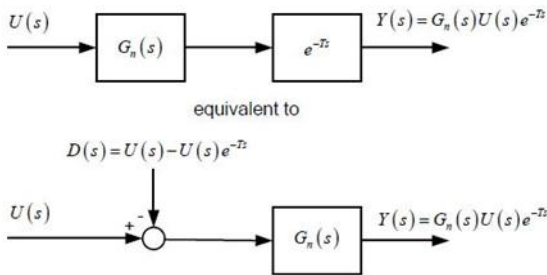 U(s)
G_n(s)
e^{-Ts}
Y(s)=G_n(s)U(s)e^{-Ts}
equivalent to
D(s)=U(s)-U(s)e^{-Ts}
U(s)
+ -
G_n(s)
Y(s)=G_n(s)U(s)e^{-Ts}